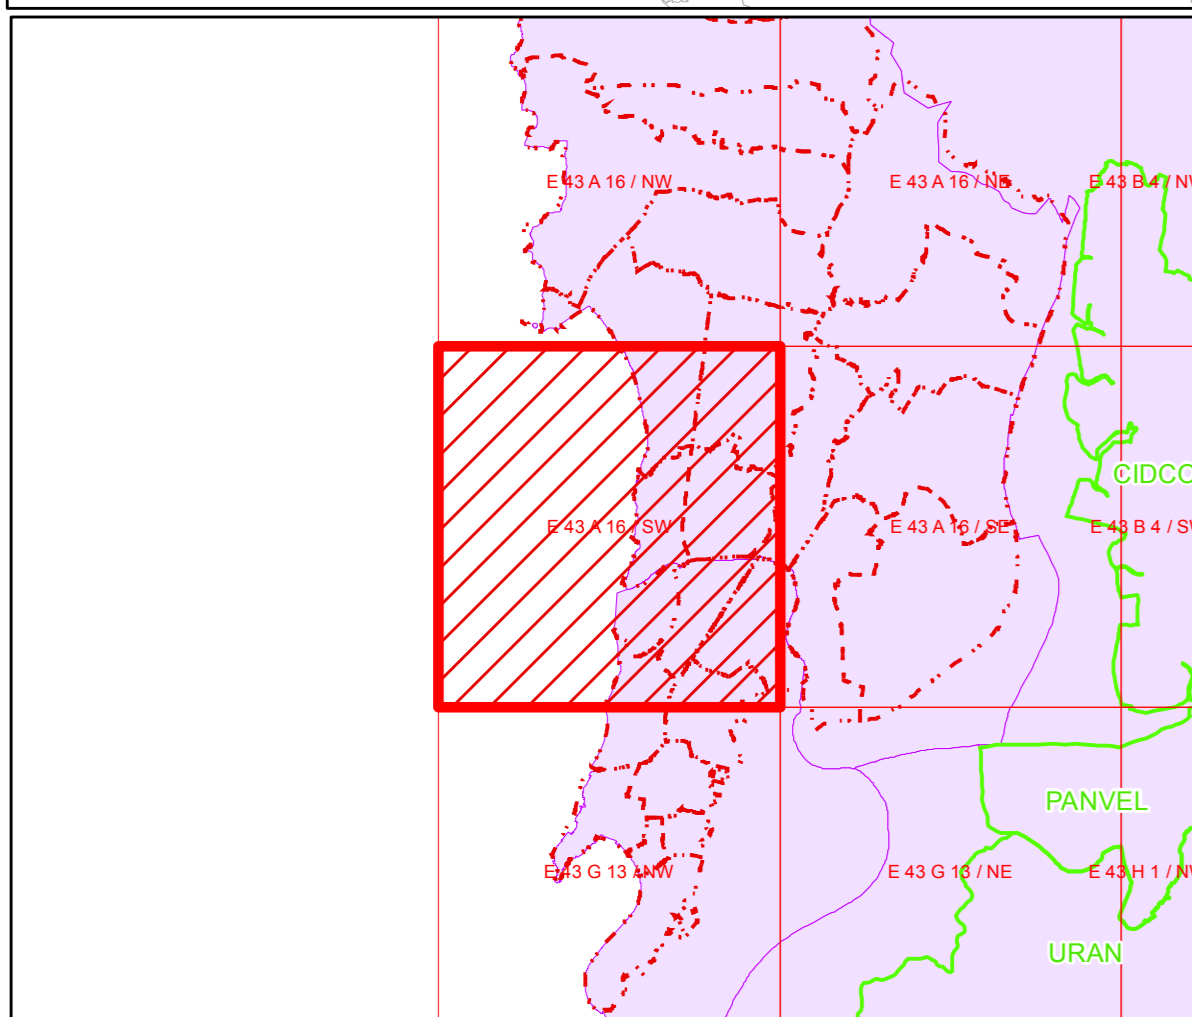 E 43 A 16 / NW
E 43 A 16 / NE
E 43 B 4 / NW
CIDCO
E 43 A 16 / SW
E 43 A 16 / SE
E 43 B 4 / SW
PANVEL
E 43 G 13 / NW
E 43 G 13 / NE
E 43 H 1 / NW
URAN